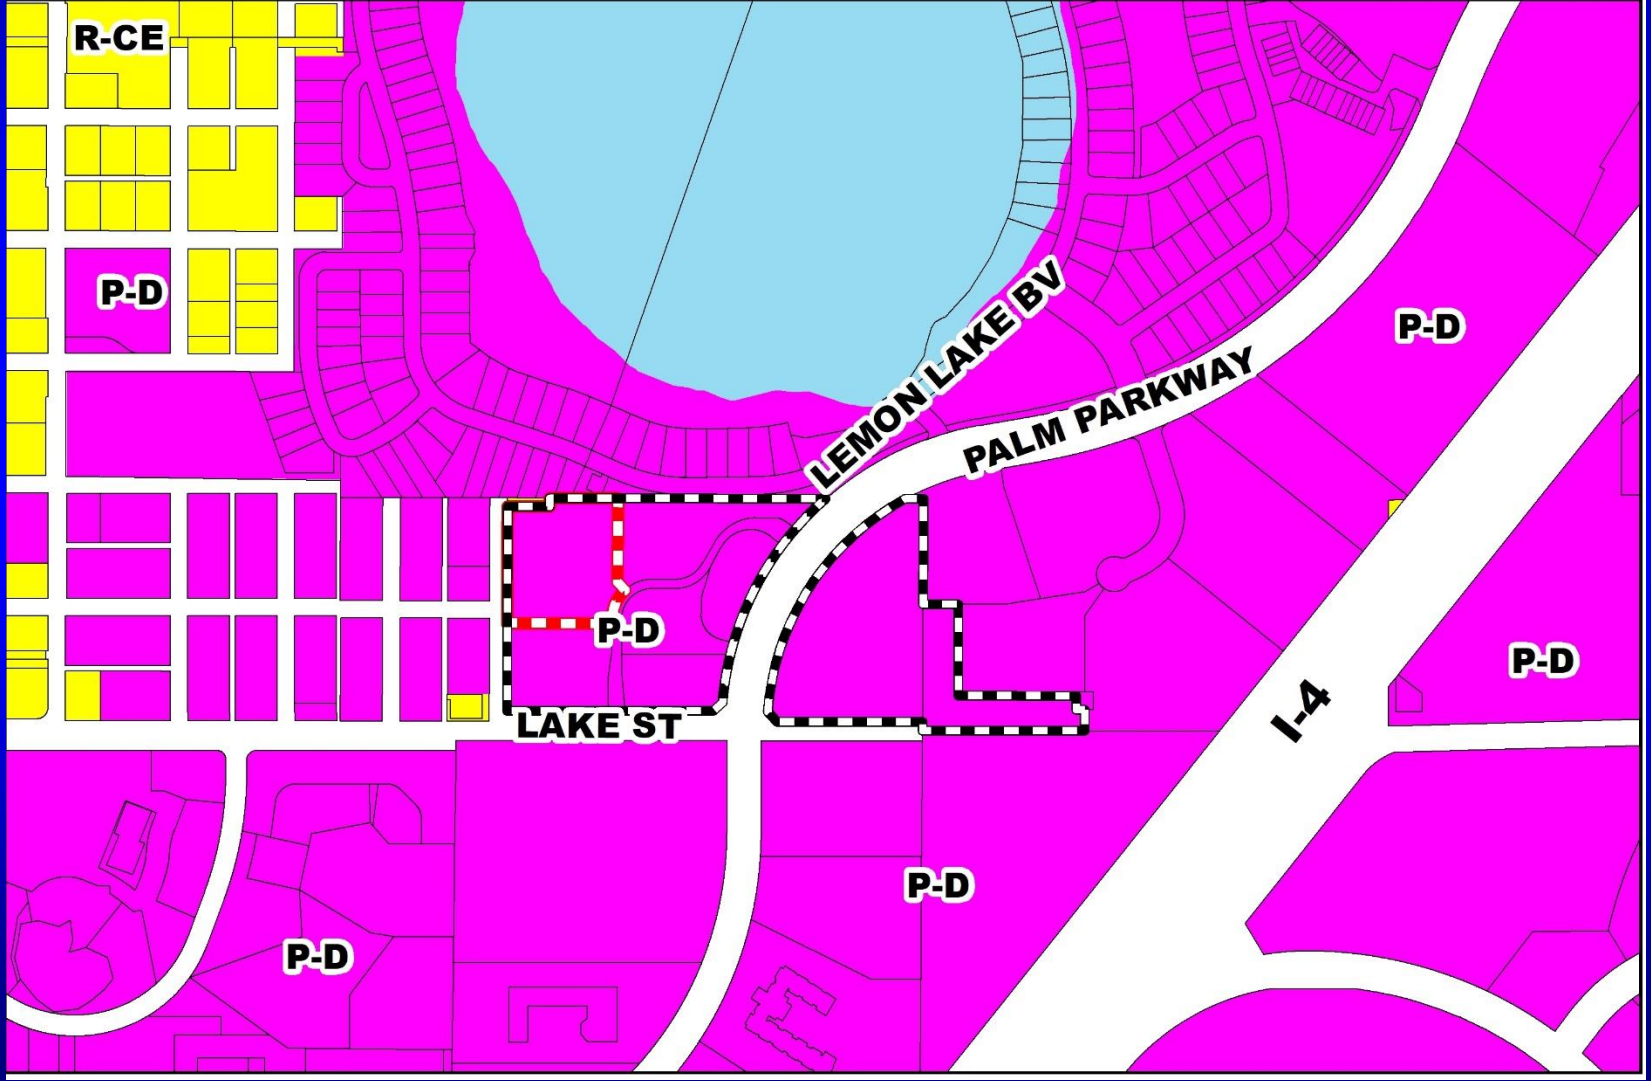 R-CE
P-D
LEMON LAKE BV
P-D
PALM PARKWAY
P-D
P-D
I-4
LAKE ST
P-D
P-D